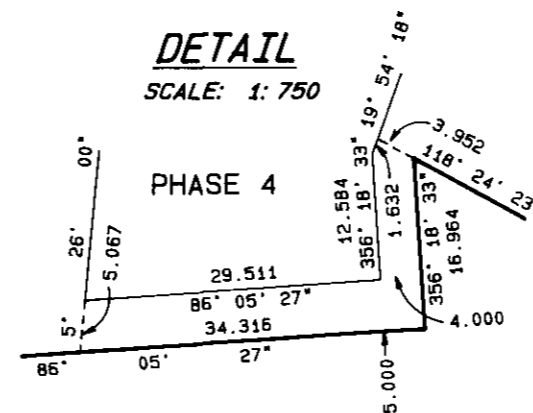 DETAIL
SCALE: 1: 750
19° 54' 18"
3.952
118° 24' 23
PHASE 4
5° 26' 00"
5.067
12.584
356° 18' 33"
1.632
356° 18' 33"
16.964
29.511
86° 05' 27"
34.316
86° 05' 27"
4.000
5.000